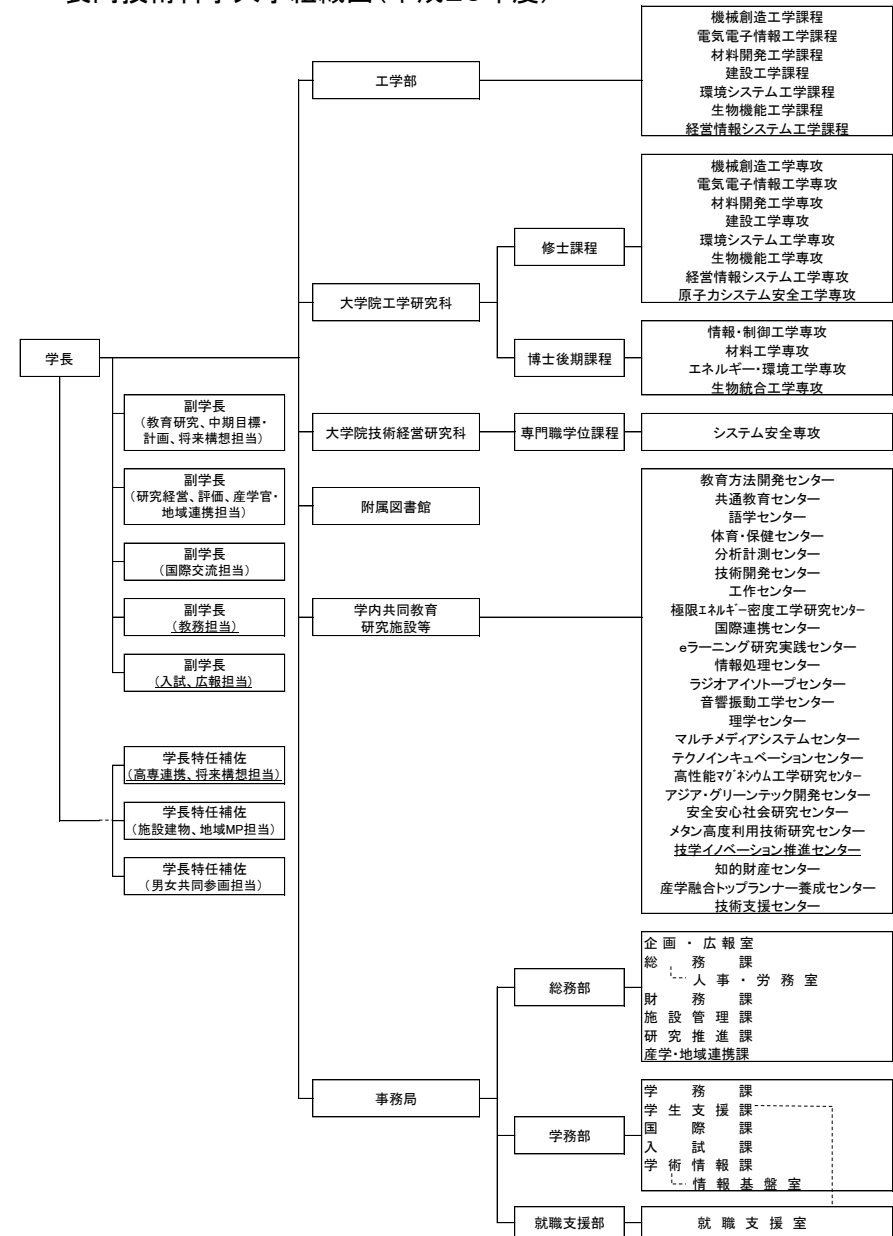 機械創造工学課程
電気電子情報工学課程
材料開発工学課程
建設工学課程
環境システム工学課程
生物機能工学課程
経営情報システム工学課程
工学部
機械創造工学専攻
電気電子情報工学専攻
材料開発工学専攻
建設工学専攻
環境システム工学専攻
生物機能工学専攻
経営情報システム工学専攻
原子力システム安全工学専攻
修士課程
大学院工学研究科
情報・制御工学専攻
材料工学専攻
エネルギー・環境工学専攻
生物統合工学専攻
博士後期課程
学長
副学長
(教育研究、中期目標・
計画、将来構想担当)
大学院技術経営研究科
専門職学位課程
システム安全専攻
副学長
(研究経営、評価、産学官・
地域連携担当)
附属図書館
副学長
(国際交流担当)
副学長
(教務担当)
学内共同教育
研究施設等
副学長
(入試、広報担当)
学長特任補佐
(高専連携、将来構想担当)
学長特任補佐
(施設建物、地域MP担当)
学長特任補佐
(男女共同参画担当)
教育方法開発センター
共通教育センター
語学センター
体育・保健センター
分析計測センター
技術開発センター
工作センター
極限エネルギー密度工学研究センター
国際連携センター
eラーニング研究実践センター
情報処理センター
ラジオアイソトープセンター
音響振動工学センター
理学センター
マルチメディアシステムセンター
テクノインキュベーションセンター
高性能マグネシウム工学研究センター
アジア・グリーンテック開発センター
安全安心社会研究センター
メタン高度利用技術研究センター
技学イノベーション推進センター
知的財産センター
産学融合トップランナー養成センター
技術支援センター
企画・広報室
総務課
人事・労務室
財務課
施設管理課
研究推進課
産学・地域連携課
総務部
事務局
学務課
学生支援課
国際課
入試課
学術情報課
情報基盤室
学務部
就職支援部
就職支援室